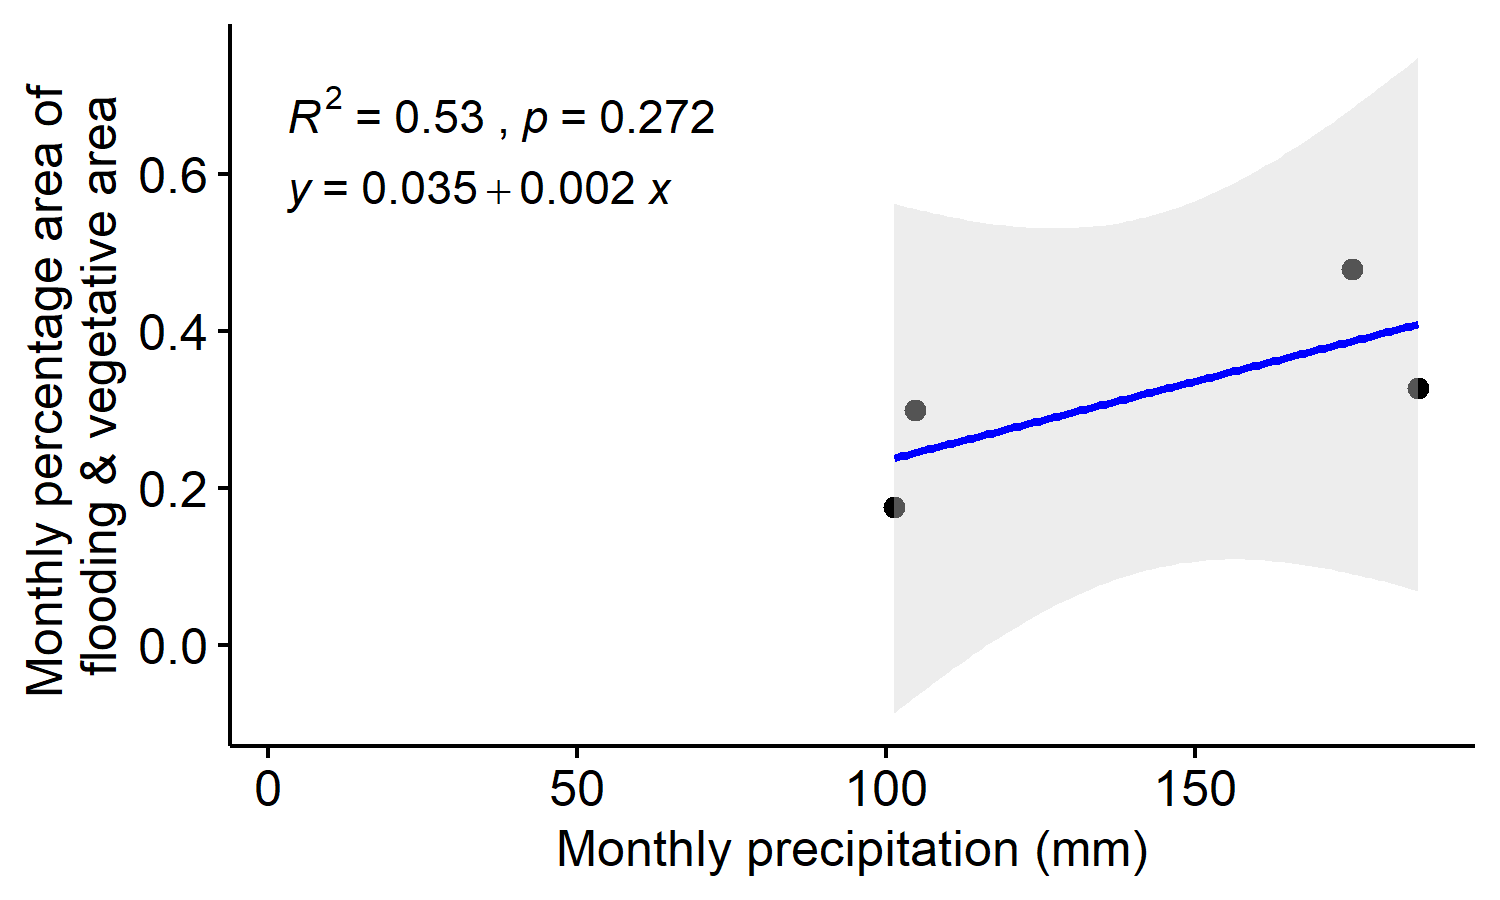 Monthly percentage area of
flooding & vegetative area
R² = 0.53 , p = 0.272
y = 0.035 + 0.002 x
0.6
0.4
0.2
0.0
0 50 100 150
Monthly precipitation (mm)